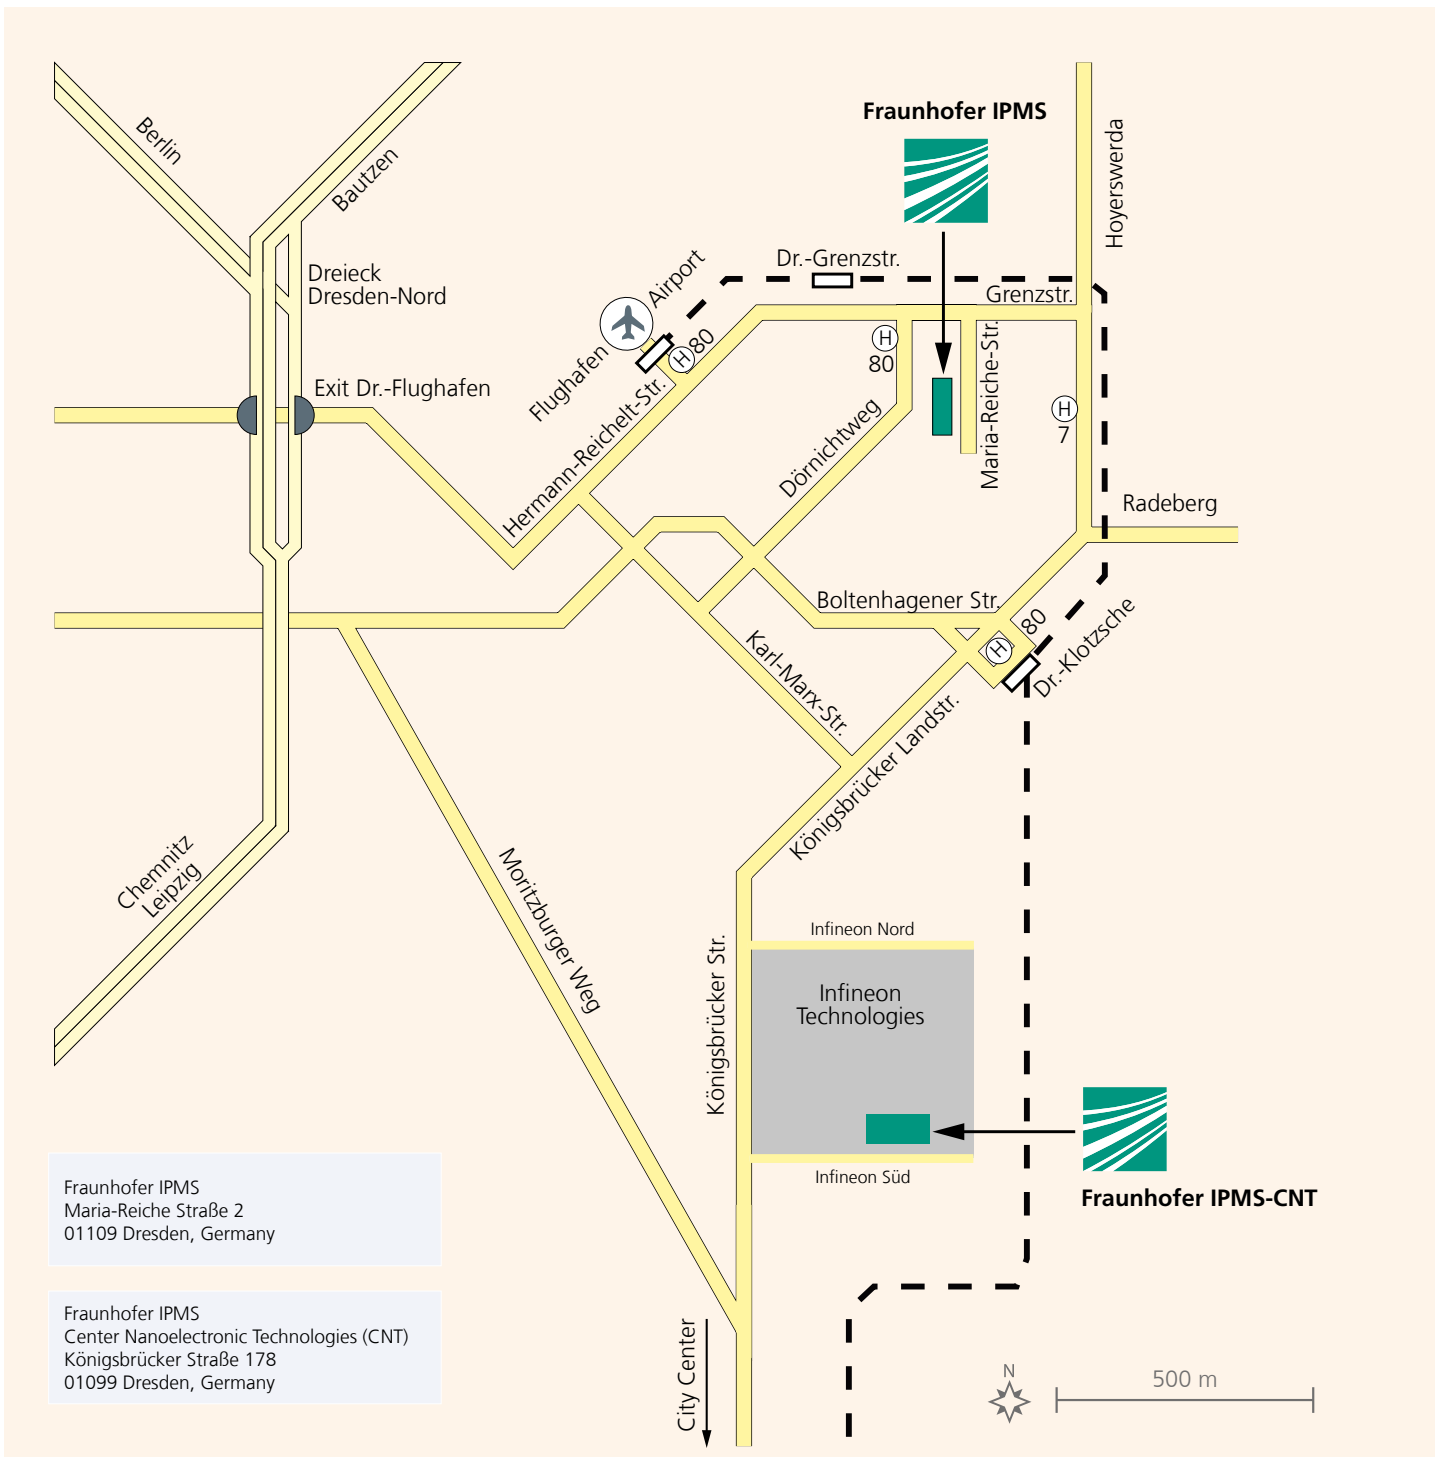 Fraunhofer IPMS
Berlin
Bautzen
Hoyerswerda
Dreieck
Dresden-Nord
Dr.-Grenzstr.
Airport
Grenzstr.
Flughafen
H
80
H
80
Maria-Reiche-Str.
Exit Dr.-Flughafen
Hermann-Reichelt-Str.
Dörnichtweg
H
7
Radeberg
Boltenhagener Str.
80
H
Dr.-Klotzsche
Karl-Marx-Str.
Königsbrücker Landstr.
Chemnitz
Leipzig
Moritzburger Weg
Königsbrücker Str.
Infineon Nord
Infineon
Technologies
Infineon Süd
Fraunhofer IPMS-CNT
Fraunhofer IPMS
Maria-Reiche Straße 2
01109 Dresden, Germany
Fraunhofer IPMS
Center Nanoelectronic Technologies (CNT)
Königsbrücker Straße 178
01099 Dresden, Germany
City Center
N
500 m